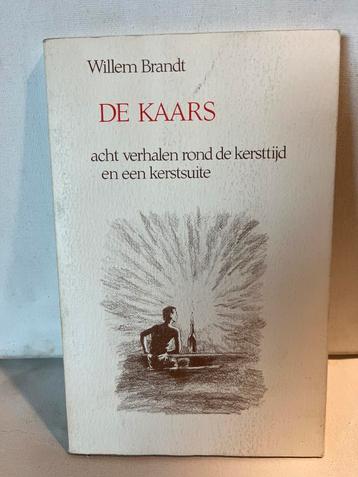 Willem Brandt
DE KAARS
acht verhalen rond de kersttijd
en een kerstsuite